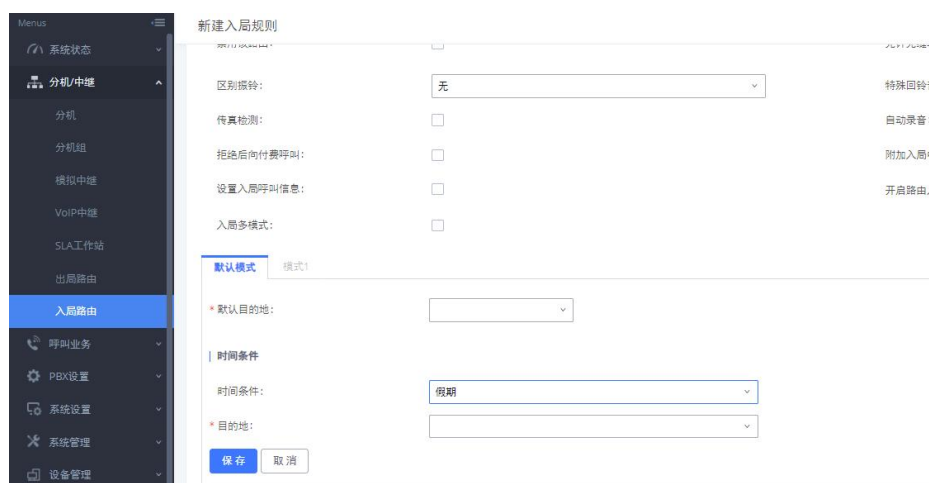 Menus
系统状态
分机/中继
分机
分机组
模拟中继
VoIP中继
SLA工作站
出局路由
入局路由
呼叫业务
PBX设置
系统设置
系统管理
设备管理
新建入局规则
区别振铃:
无
特殊回铃
传真检测:
自动录音
拒绝后向付费呼叫:
附加入局
设置入局呼叫信息:
开启路由
入局多模式:
默认模式
模式1
* 默认目的地:
时间条件
时间条件:
假期
* 目的地:
保存
取消